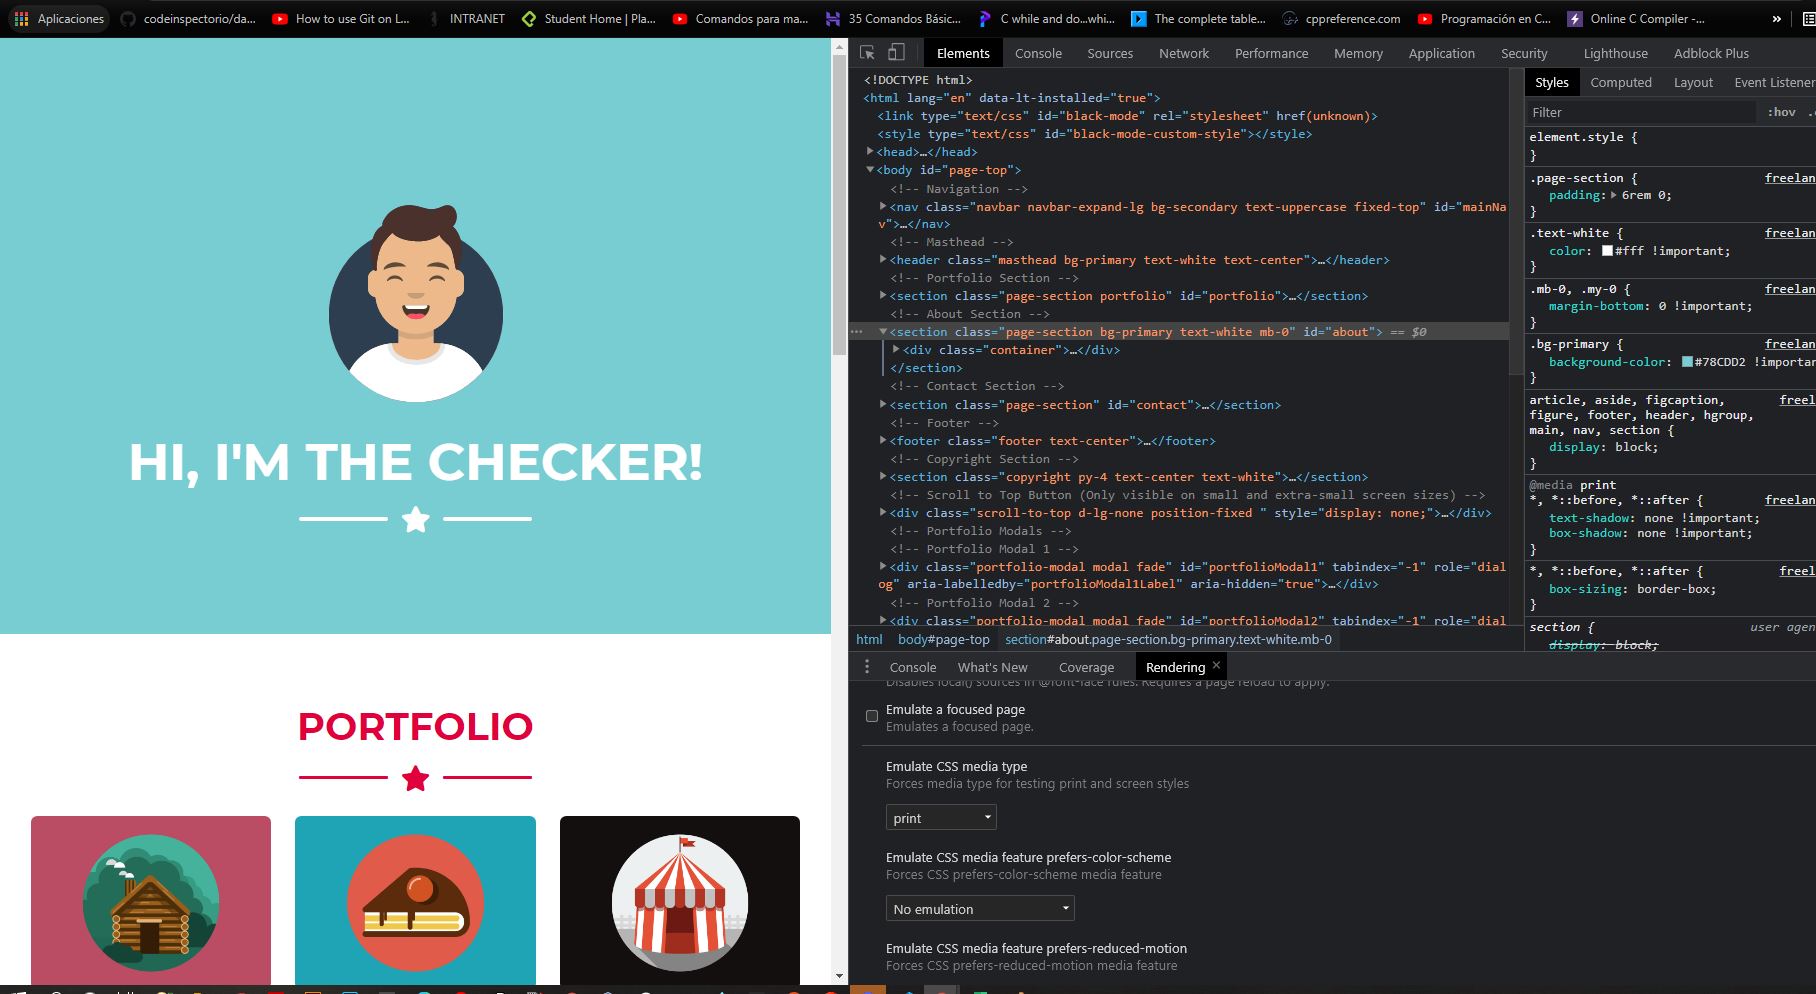 Aplicaciones codeinspectorio/da... How to use Git on L... INTRANET Student Home | Pla... Comandos para ma... 35 Comandos Básic... C while and do...whi... The complete table... cppreference.com Programación en C... Online C Compiler -... »
HI, I'M THE CHECKER!
PORTFOLIO
Elements Console Sources Network Performance Memory Application Security Lighthouse Adblock Plus
<!DOCTYPE html>
<html lang="en" data-lt-installed="true">
<link type="text/css" id="black-mode" rel="stylesheet" href(unknown)>
<style type="text/css" id="black-mode-custom-style"></style>
<head>…</head>
<body id="page-top">
<!-- Navigation -->
<nav class="navbar navbar-expand-lg bg-secondary text-uppercase fixed-top" id="mainNa
v">…</nav>
<!-- Masthead -->
<header class="masthead bg-primary text-white text-center">…</header>
<!-- Portfolio Section -->
<section class="page-section portfolio" id="portfolio">…</section>
<!-- About Section -->
<section class="page-section bg-primary text-white mb-0" id="about"> == $0
<div class="container">…</div>
</section>
<!-- Contact Section -->
<section class="page-section" id="contact">…</section>
<!-- Footer -->
<footer class="footer text-center">…</footer>
<!-- Copyright Section -->
<section class="copyright py-4 text-center text-white">…</section>
<!-- Scroll to Top Button (Only visible on small and extra-small screen sizes) -->
<div class="scroll-to-top d-lg-none position-fixed " style="display: none;">…</div>
<!-- Portfolio Modals -->
<!-- Portfolio Modal 1 -->
<div class="portfolio-modal modal fade" id="portfolioModal1" tabindex="-1" role="dial
og" aria-labelledby="portfolioModal1Label" aria-hidden="true">…</div>
<!-- Portfolio Modal 2 -->
<div class="portfolio-modal modal fade" id="portfolioModal2" tabindex="-1" role="dial
html body#page-top section#about.page-section.bg-primary.text-white.mb-0
Styles Computed Layout Event Listener
Filter :hov
element.style {
}
.page-section { freelan
padding: 6rem 0;
}
.text-white { freelan
color: #fff !important;
}
.mb-0, .my-0 { freelan
margin-bottom: 0 !important;
}
.bg-primary { freelan
background-color: #78CDD2 !importan
}
article, aside, figcaption, freel
figure, footer, header, hgroup,
main, nav, section {
display: block;
}
@media print
*, *::before, *::after { freelan
text-shadow: none !important;
box-shadow: none !important;
}
*, *::before, *::after { freel
box-sizing: border-box;
}
section { user agen
display: block;
Console What's New Coverage Rendering ×
Disables local() sources in @font-face rules. Requires a page reload to apply.
Emulate a focused page
Emulates a focused page.
Emulate CSS media type
Forces media type for testing print and screen styles
print
Emulate CSS media feature prefers-color-scheme
Forces CSS prefers-color-scheme media feature
No emulation
Emulate CSS media feature prefers-reduced-motion
Forces CSS prefers-reduced-motion media feature